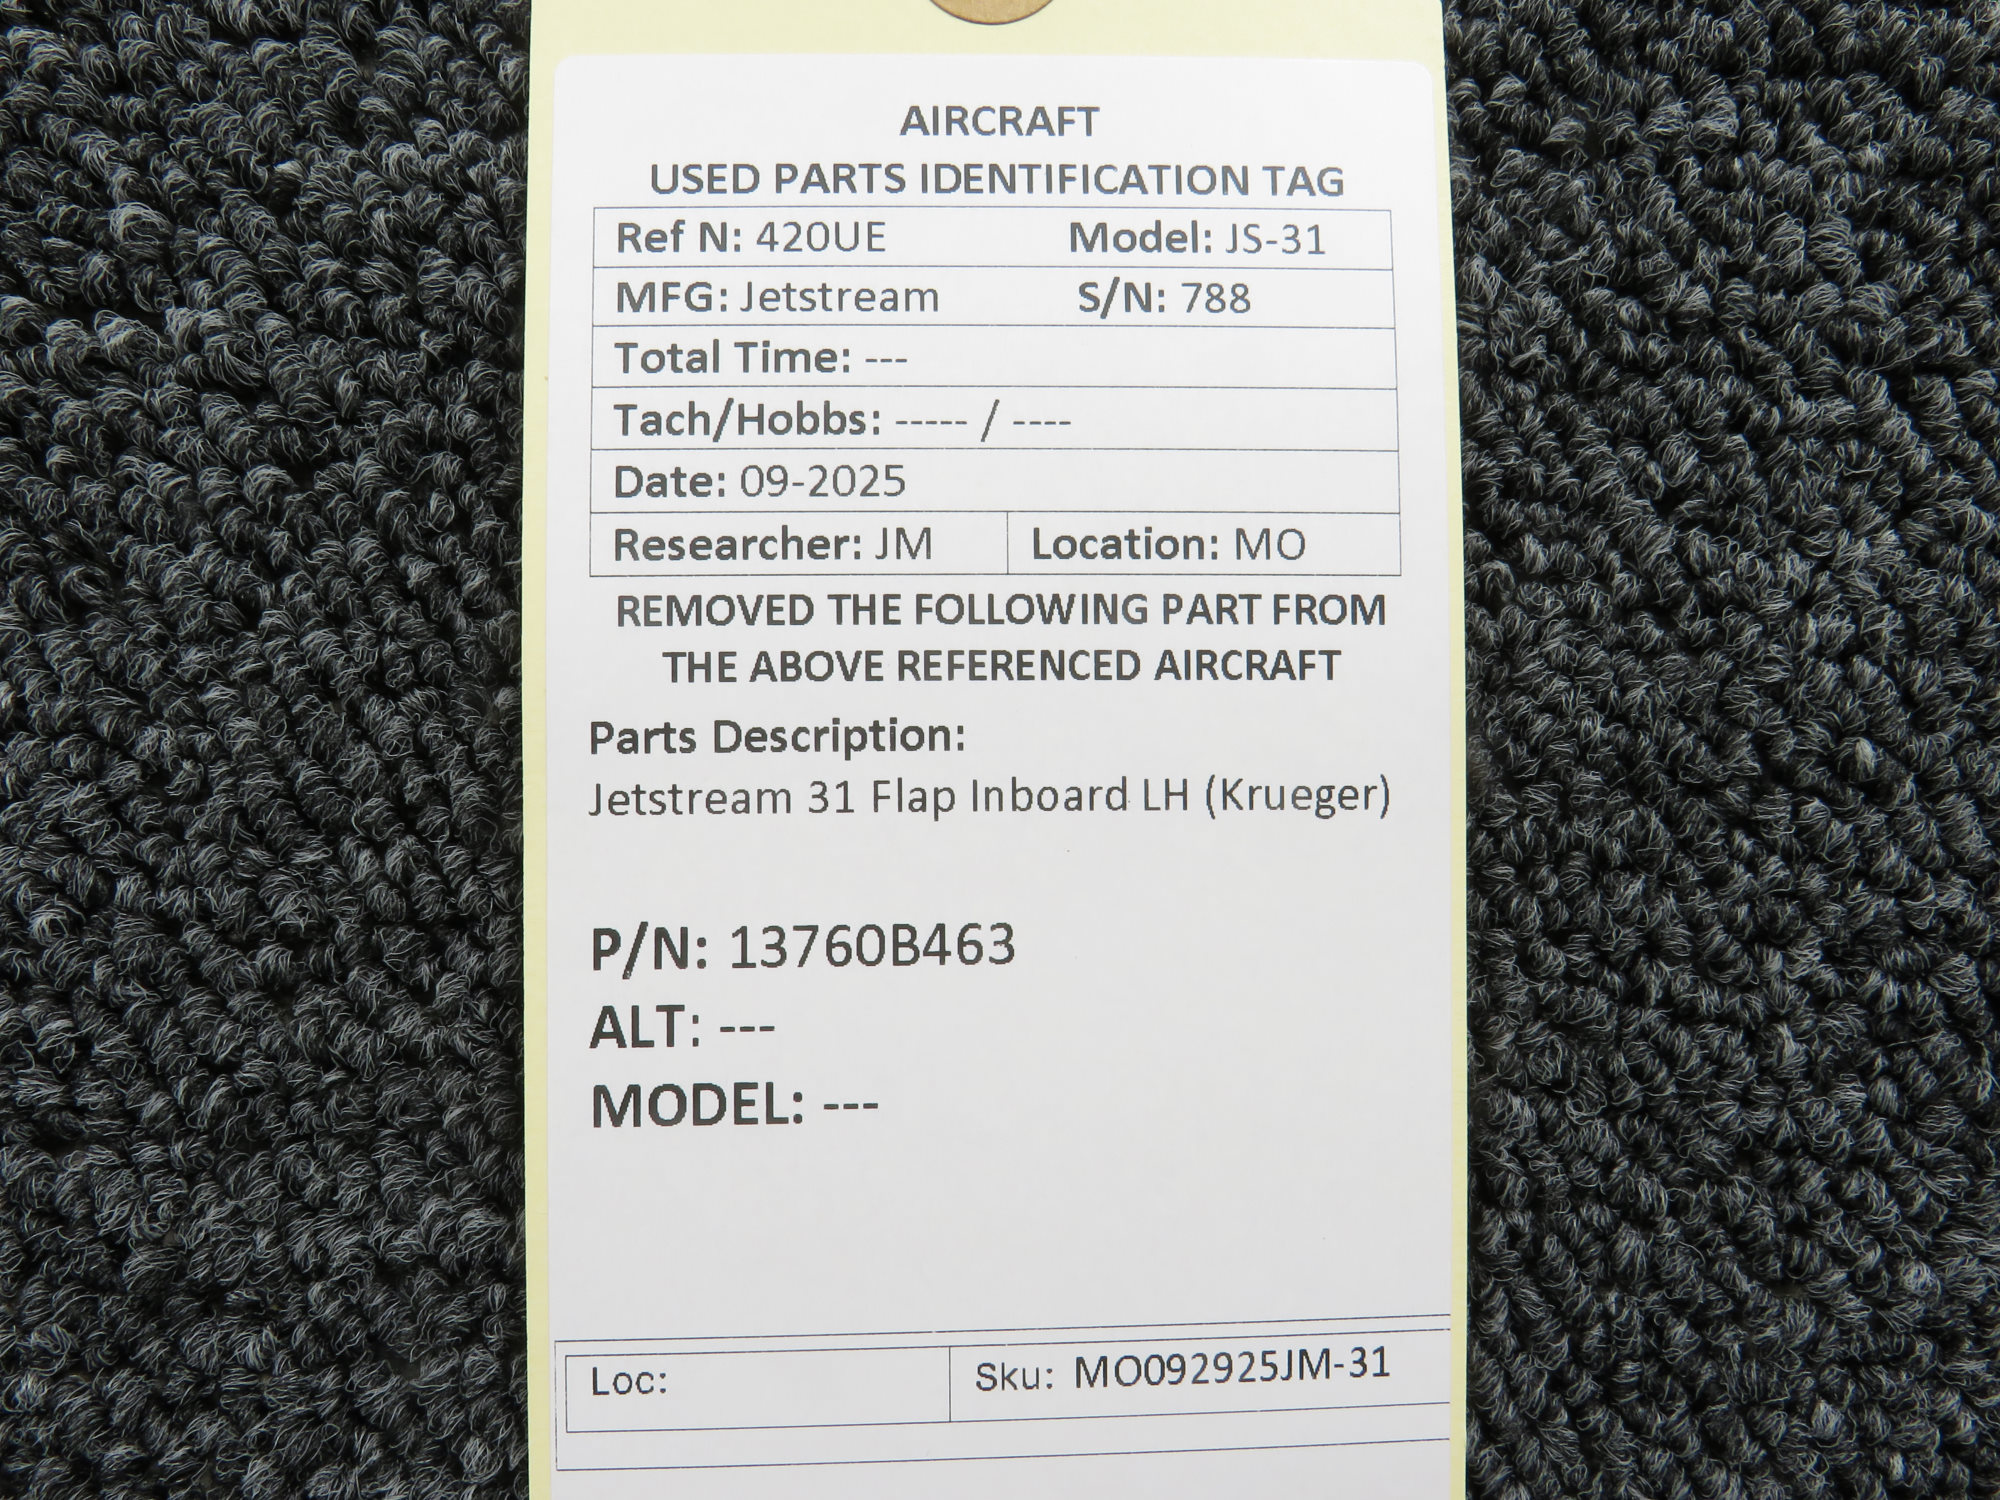 AIRCRAFT
USED PARTS IDENTIFICATION TAG
Ref N: 420UE Model: JS-31
MFG: Jetstream S/N: 788
Total Time: ---
Tach/Hobbs: ----- / ----
Date: 09-2025
Researcher: JM Location: MO
REMOVED THE FOLLOWING PART FROM
THE ABOVE REFERENCED AIRCRAFT
Parts Description:
Jetstream 31 Flap Inboard LH (Krueger)
P/N: 13760B463
ALT: ---
MODEL: ---
Loc: Sku: MO092925JM-31